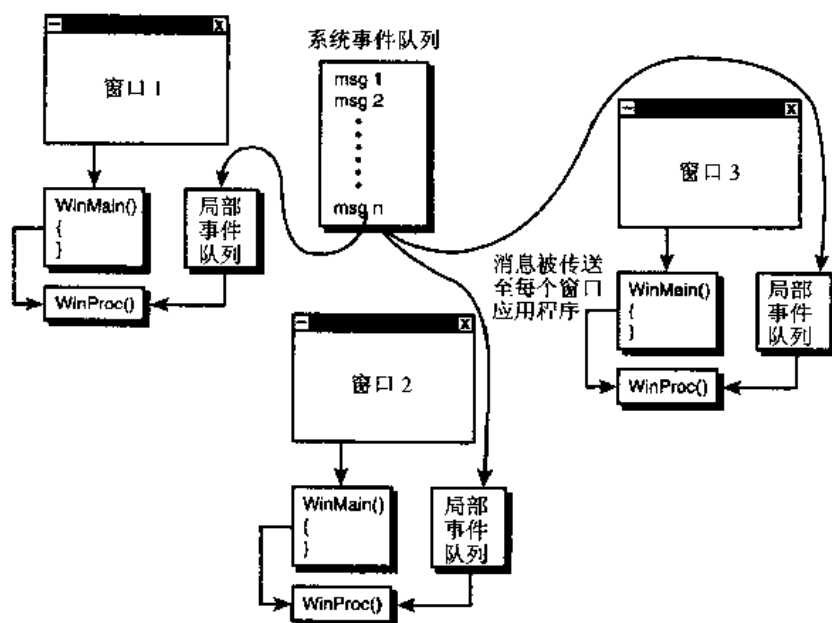 系统事件队列
msg 1
msg 2
msg n
窗口 1
WinMain()
{
}
局部
事件
队列
WinProc()
窗口 2
WinMain()
{
}
局部
事件
队列
WinProc()
消息被传送
至每个窗口
应用程序
窗口 3
WinMain()
{
}
局部
事件
队列
WinProc()